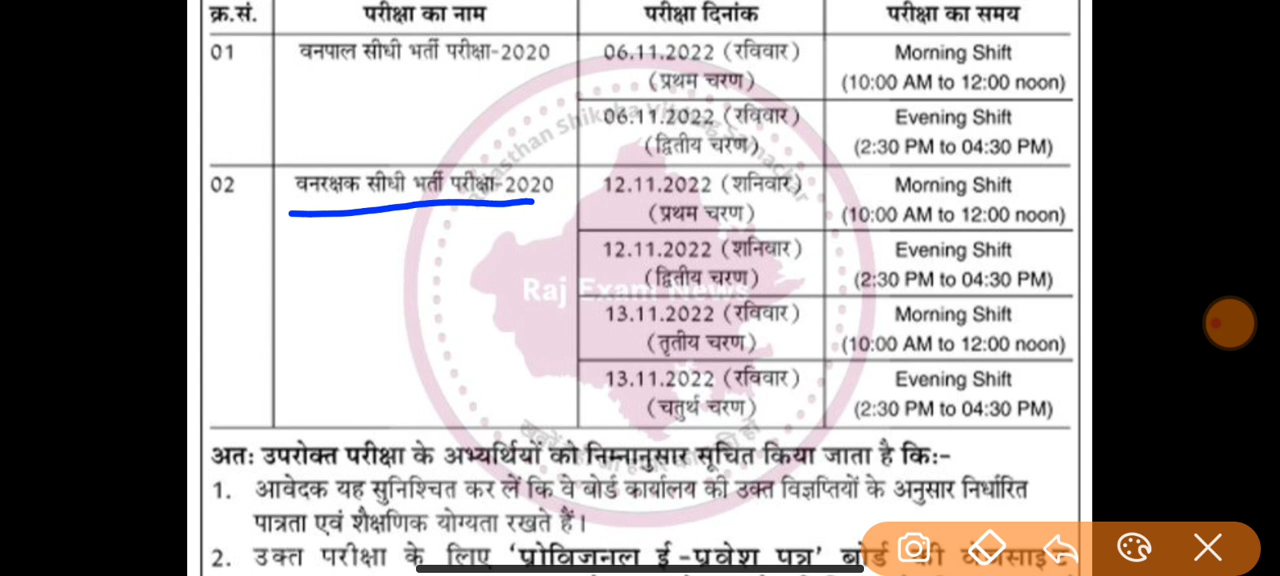 क्र.सं. परीक्षा का नाम परीक्षा दिनांक परीक्षा का समय
01 वनपाल सीधी भर्ती परीक्षा-2020 06.11.2022 (रविवार) Morning Shift
(प्रथम चरण) (10:00 AM to 12:00 noon)
06.11.2022 (रविवार) Evening Shift
(द्वितीय चरण) (2:30 PM to 04:30 PM)
02 वनरक्षक सीधी भर्ती परीक्षा-2020 12.11.2022 (शनिवार) Morning Shift
(प्रथम चरण) (10:00 AM to 12:00 noon)
12.11.2022 (शनिवार) Evening Shift
(द्वितीय चरण) (2:30 PM to 04:30 PM)
Raj Exam News
13.11.2022 (रविवार) Morning Shift
(तृतीय चरण) (10:00 AM to 12:00 noon)
13.11.2022 (रविवार) Evening Shift
(चतुर्थ चरण) (2:30 PM to 04:30 PM)
अतः उपरोक्त परीक्षा के अभ्यर्थियों को निम्नानुसार सूचित किया जाता है कि:-
1. आवेदक यह सुनिश्चित कर लें कि वे बोर्ड कार्यालय की उक्त विज्ञप्तियों के अनुसार निर्धारित
पात्रता एवं शैक्षणिक योग्यता रखते हैं।
2. उक्त परीक्षा के लिए 'प्रोविजनल ई-प्रवेश पत्र' बोर्ड की